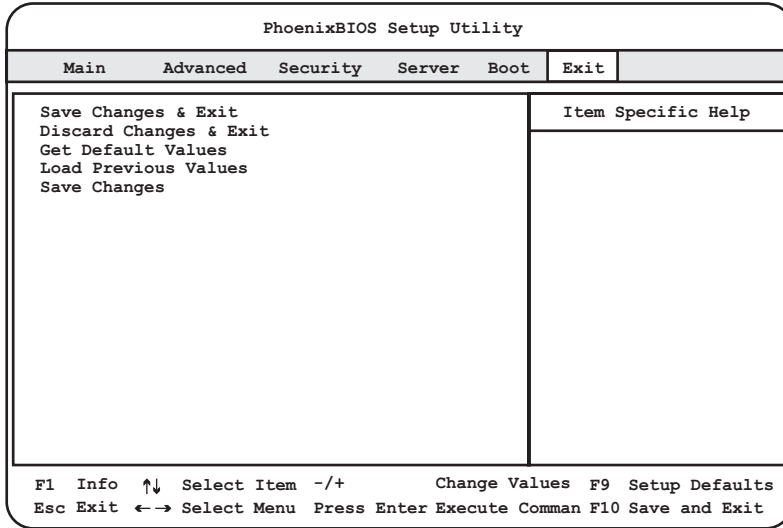 PhoenixBIOS Setup Utility
Main Advanced Security Server Boot Exit
Save Changes & Exit
Discard Changes & Exit
Get Default Values
Load Previous Values
Save Changes
Item Specific Help
F1 Info ↑↓ Select Item -/+ Change Values F9 Setup Defaults
Esc Exit ←→ Select Menu Press Enter Execute Comman F10 Save and Exit